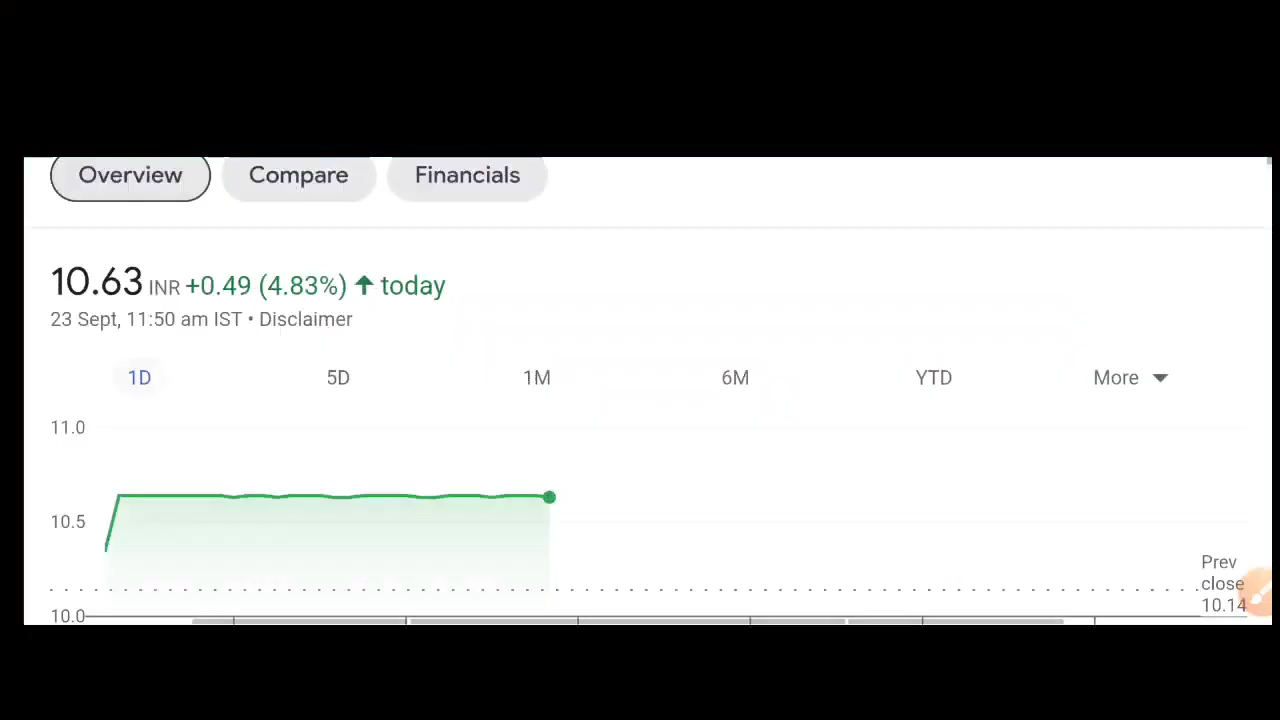 Overview Compare Financials
10.63 INR +0.49 (4.83%) ↑ today
23 Sept, 11:50 am IST • Disclaimer
1D 5D 1M 6M YTD More
11.0
10.5
Prev
close
10.14
10.0